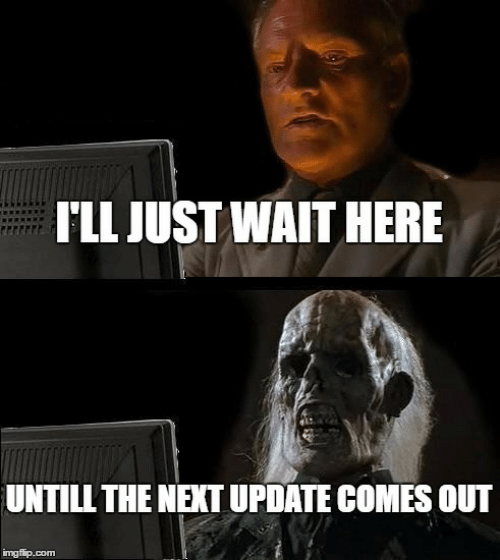 I'LL JUST WAIT HERE
UNTILL THE NEXT UPDATE COMES OUT
imgflip.com